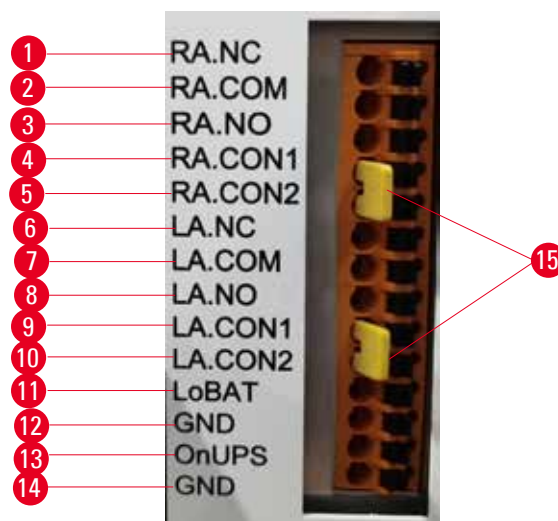 1 RA.NC
2 RA.COM
3 RA.NO
4 RA.CON1
5 RA.CON2
6 LA.NC
7 LA.COM
8 LA.NO
9 LA.CON1
10 LA.CON2
11 LoBAT
12 GND
13 OnUPS
14 GND
15